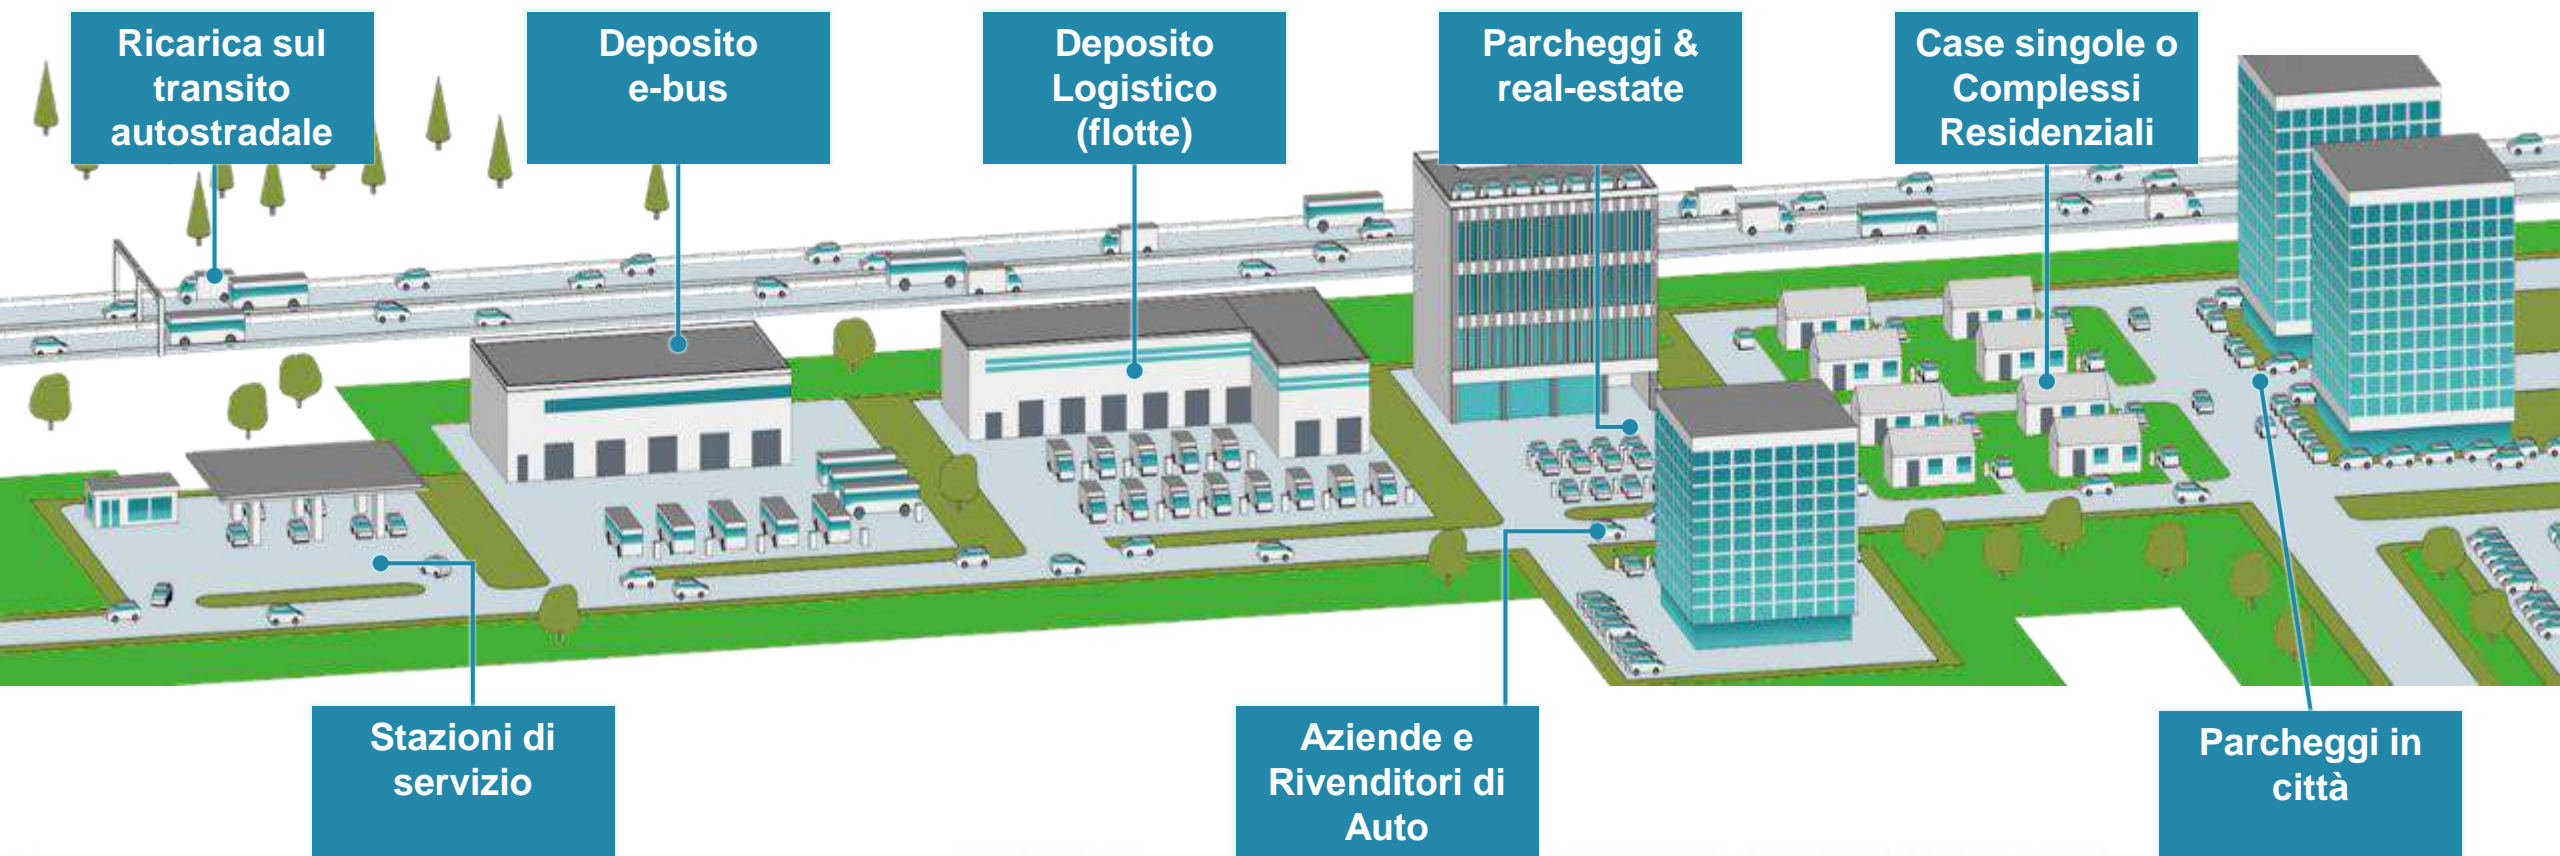 Ricarica sul
transito
autostradale
Deposito
e-bus
Deposito
Logistico
(flotte)
Parcheggi &
real-estate
Case singole o
Complessi
Residenziali
Stazioni di
servizio
Aziende e
Rivenditori di
Auto
Parcheggi in
città